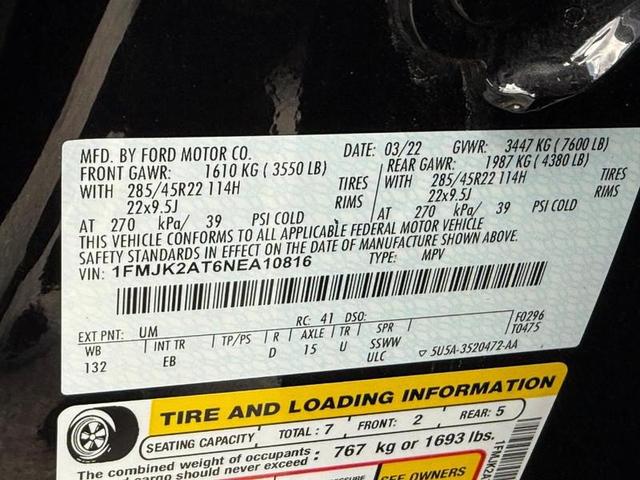 MFD. BY FORD MOTOR CO.
DATE: 03/22 GVWR: 3447 KG ( 7600 LB)
FRONT GAWR: 1610 KG ( 3550 LB)
REAR GAWR: 1987 KG ( 4380 LB)
WITH 285/45R22 114H TIRES
WITH 285/45R22 114H TIRES
22x9.5J RIMS
22x9.5J RIMS
AT 270 kPa/ 39 PSI COLD
AT 270 kPa/ 39 PSI COLD
THIS VEHICLE CONFORMS TO ALL APPLICABLE FEDERAL MOTOR VEHICLE
SAFETY STANDARDS IN EFFECT ON THE DATE OF MANUFACTURE SHOWN ABOVE.
VIN: 1FMJK2AT6NEA10816 TYPE: MPV
EXT PNT: UM RC: 41 DSO: F0296
T0475
WB INT TR TP/PS R AXLE TR SPR
132 EB D 15 U SSWW
ULC 5U5A-3520472-AA
TIRE AND LOADING INFORMATION
SEATING CAPACITY TOTAL : 7 FRONT: 2 REAR: 5
The combined weight of occupants
and cargo should never exceed : 767 kg or 1693 lbs.
SEE OWNERS